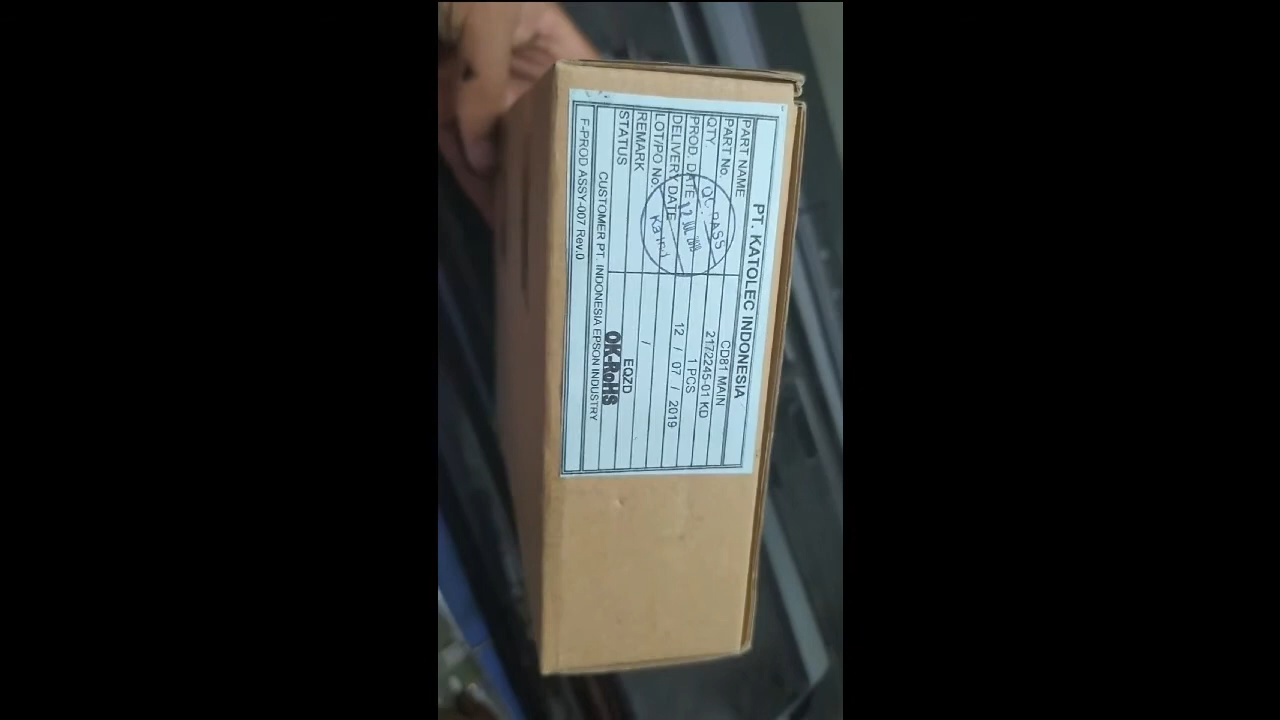 PT. KATOLEC INDONESIA
PART NAME CD81 MAIN
PART No. 2172245-01 KD
QTY. 1 PCS
PROD. DATE 12 / 07 / 2019
DELIVERY DATE
LOT/PO No. /
REMARK EQZD
STATUS OK-RoHS
CUSTOMER PT. INDONESIA EPSON INDUSTRY
F-PROD ASSY-007 Rev.0
QC PASS
12 JUL